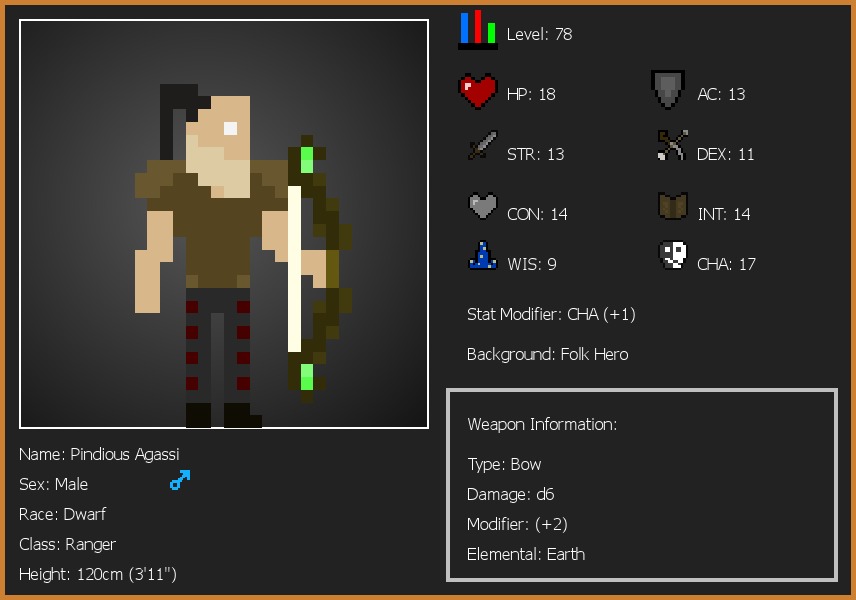 Level: 78
HP: 18
AC: 13
STR: 13
DEX: 11
CON: 14
INT: 14
WIS: 9
CHA: 17
Stat Modifier: CHA (+1)
Background: Folk Hero
Weapon Information:
Type: Bow
Damage: d6
Modifier: (+2)
Elemental: Earth
Name: Pindious Agassi
Sex: Male
Race: Dwarf
Class: Ranger
Height: 120cm (3'11")